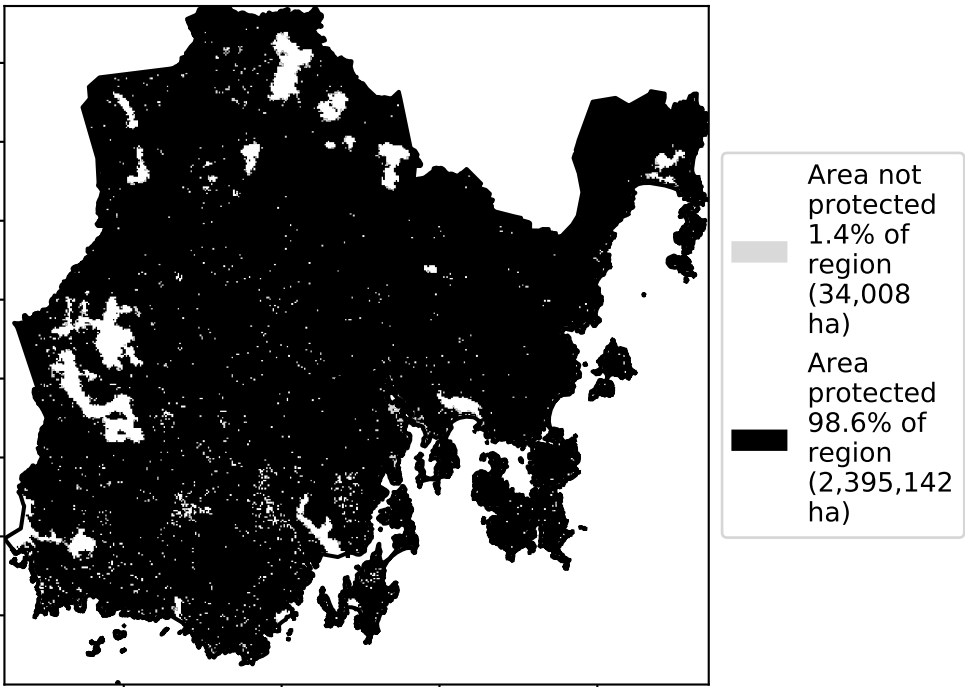 Area not
protected
1.4% of
region
(34,008
ha)
Area
protected
98.6% of
region
(2,395,142
ha)